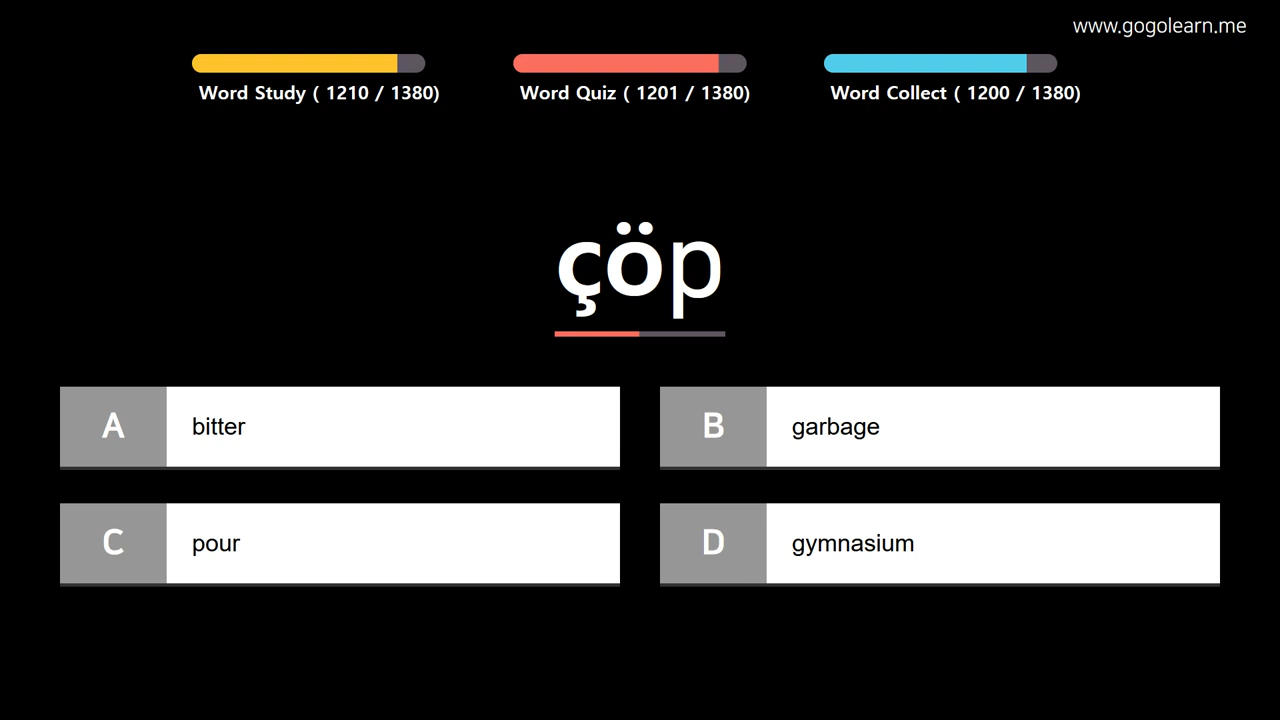 www.gogolearn.me
Word Study ( 1210 / 1380)
Word Quiz ( 1201 / 1380)
Word Collect ( 1200 / 1380)
çöp
A bitter
B garbage
C pour
D gymnasium